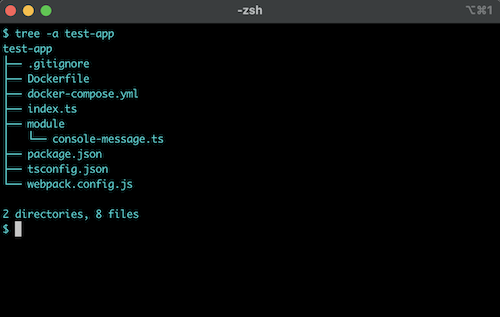 -zsh
⌥⌘1
$ tree -a test-app
test-app
├── .gitignore
├── Dockerfile
├── docker-compose.yml
├── index.ts
├── module
│   └── console-message.ts
├── package.json
├── tsconfig.json
└── webpack.config.js
2 directories, 8 files
$